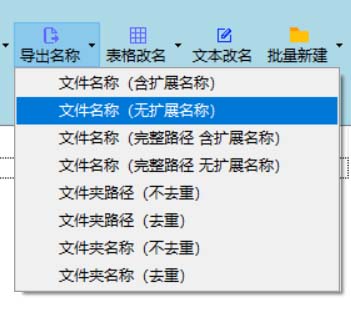 导出名称 表格改名 文本改名 批量新建
文件名称（含扩展名称）
文件名称（无扩展名称）
文件名称（完整路径 含扩展名称）
文件名称（完整路径 无扩展名称）
文件夹路径（不去重）
文件夹路径（去重）
文件夹名称（不去重）
文件夹名称（去重）